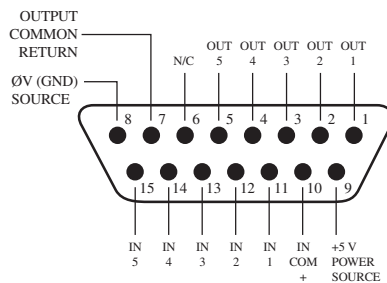 OUTPUT
COMMON
RETURN
ØV (GND)
SOURCE
N/C
OUT
5
OUT
4
OUT
3
OUT
2
OUT
1
8 7 6 5 4 3 2 1
15 14 13 12 11 10 9
IN
5
IN
4
IN
3
IN
2
IN
1
IN
COM
+
+5 V
POWER
SOURCE